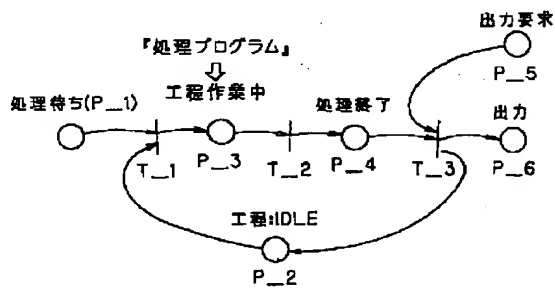 出力要求
『処理プログラム』
P_5
工程作業中
処理待ち(P_1)
処理終了
出力
T_1
P_3
T_2
P_4
T_3
P_6
工程:IDLE
P_2